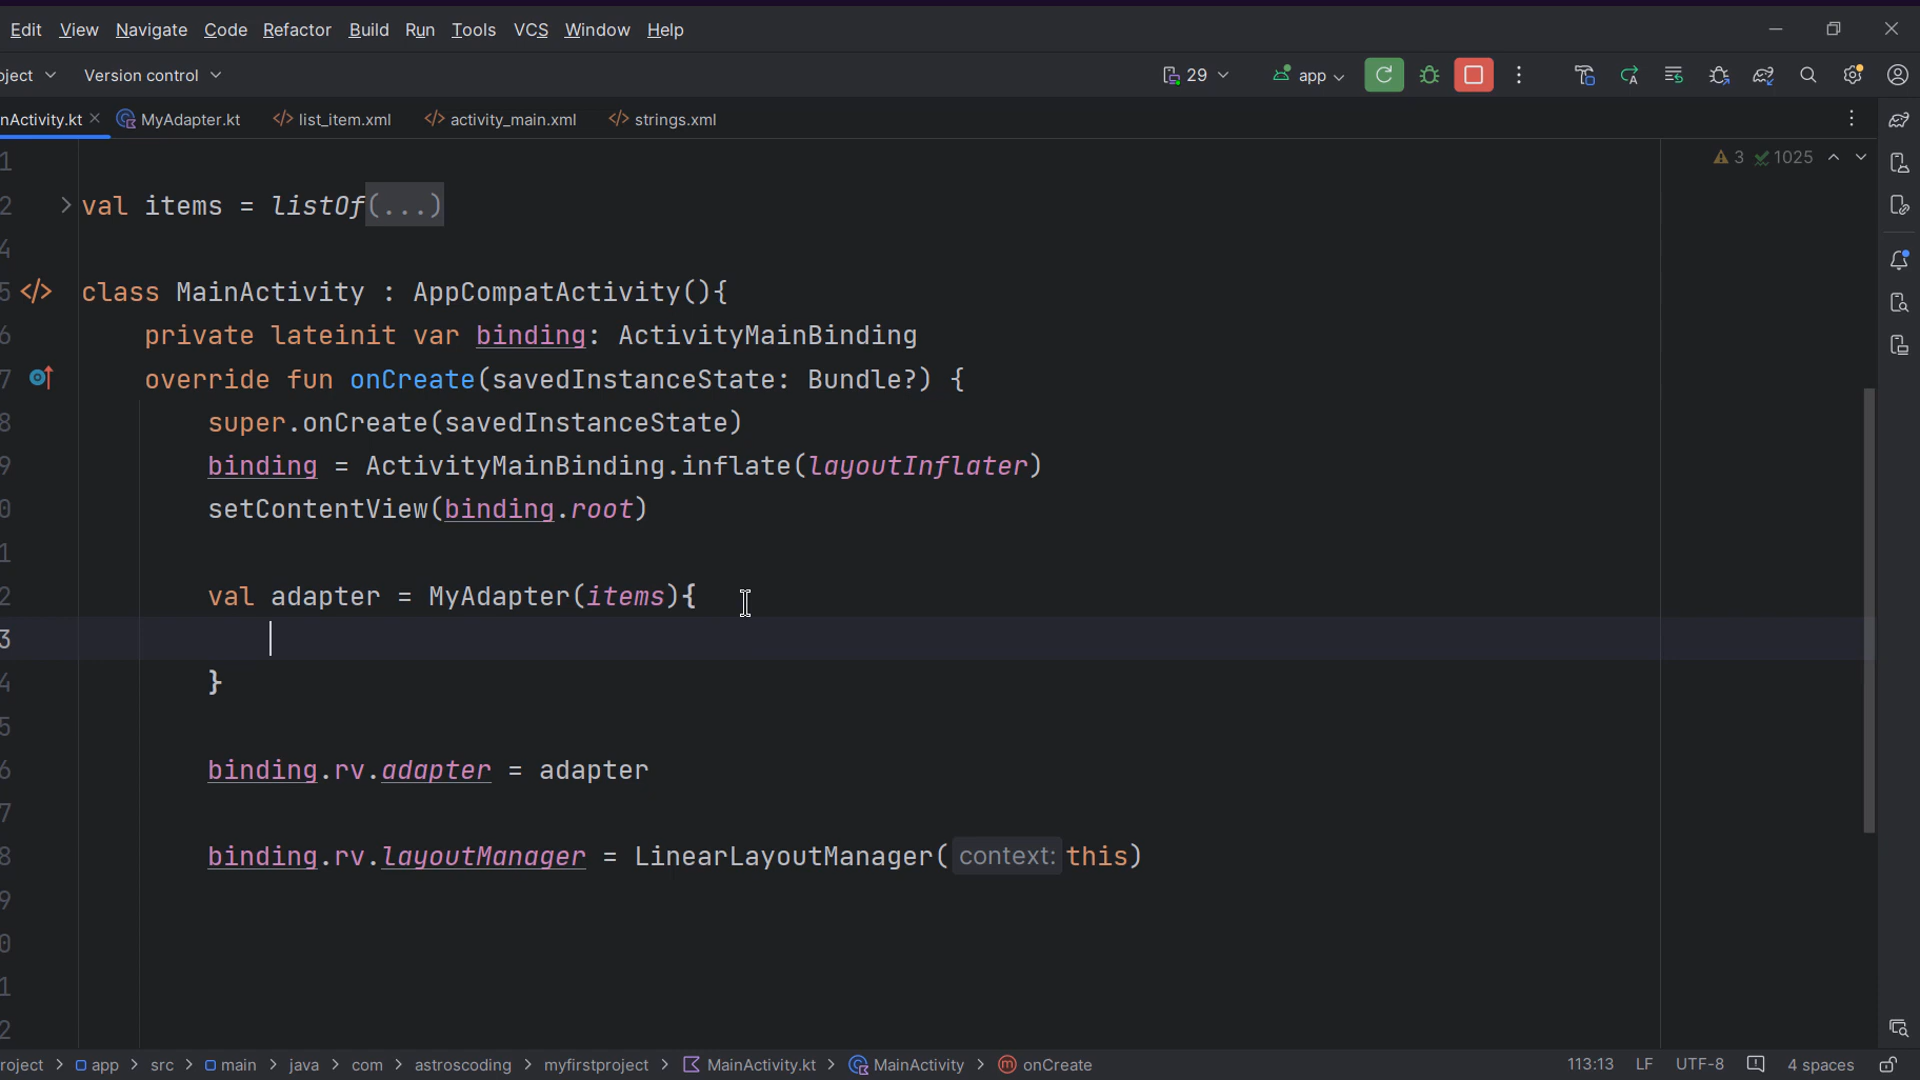 Edit View Navigate Code Refactor Build Run Tools VCS Window Help
oject Version control 29 app
nActivity.kt MyAdapter.kt </> list_item.xml </> activity_main.xml </> strings.xml
1 3 1025
2 val items = listOf(...)
4
5 </> class MainActivity : AppCompatActivity(){
6 private lateinit var binding: ActivityMainBinding
7 override fun onCreate(savedInstanceState: Bundle?) {
8 super.onCreate(savedInstanceState)
9 binding = ActivityMainBinding.inflate(layoutInflater)
0 setContentView(binding.root)
1
2 val adapter = MyAdapter(items){
3
4 }
5
6 binding.rv.adapter = adapter
7
8 binding.rv.layoutManager = LinearLayoutManager( context: this)
9
0
1
2
roject > app > src > main > java > com > astroscoding > myfirstproject > MainActivity.kt > MainActivity > onCreate 113:13 LF UTF-8 4 spaces